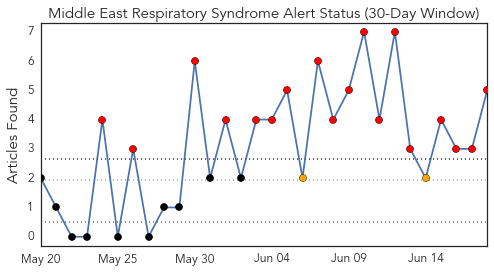 Middle East Respiratory Syndrome Alert Status (30-Day Window)
Articles Found
7
6
5
4
3
2
1
0
May 20
May 25
May 30
Jun 04
Jun 09
Jun 14